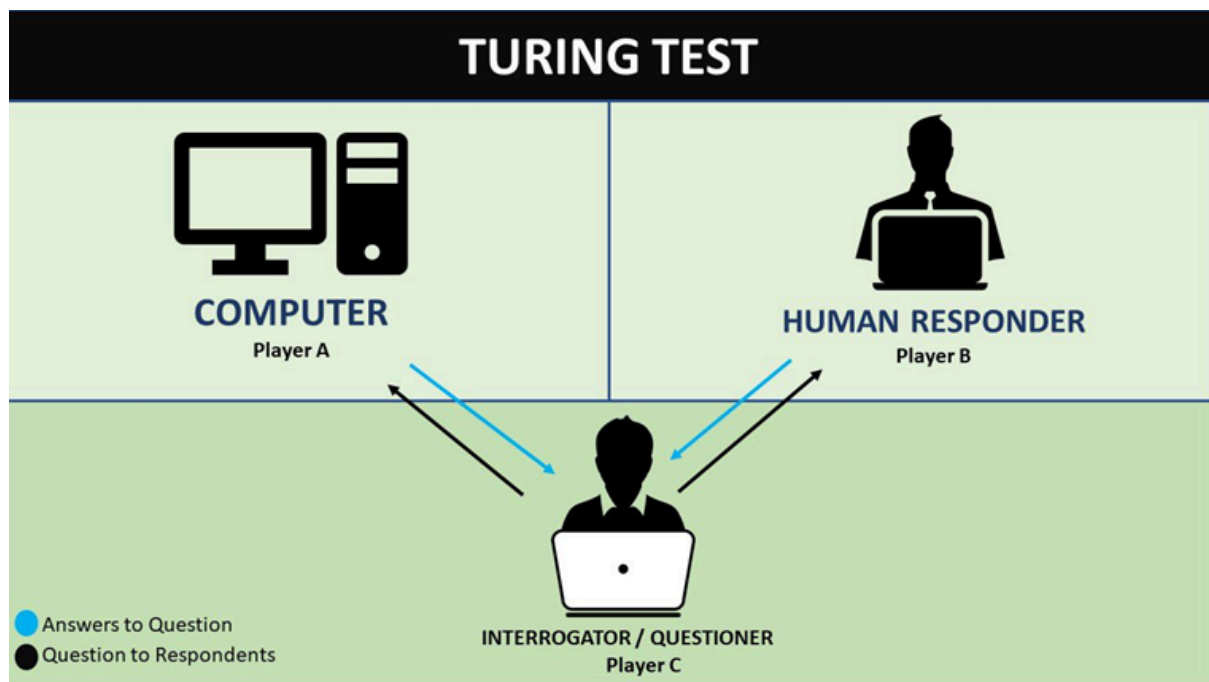 TURING TEST
COMPUTER
Player A
HUMAN RESPONDER
Player B
INTERROGATOR / QUESTIONER
Player C
Answers to Question
Question to Respondents